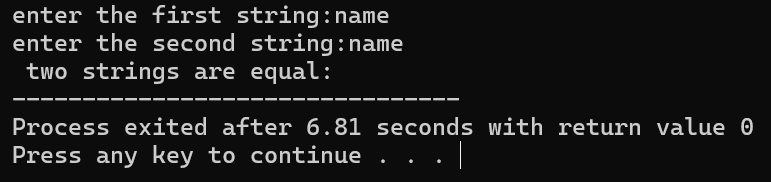 enter the first string:name
enter the second string:name
 two strings are equal:
--------------------------------
Process exited after 6.81 seconds with return value 0
Press any key to continue . . .